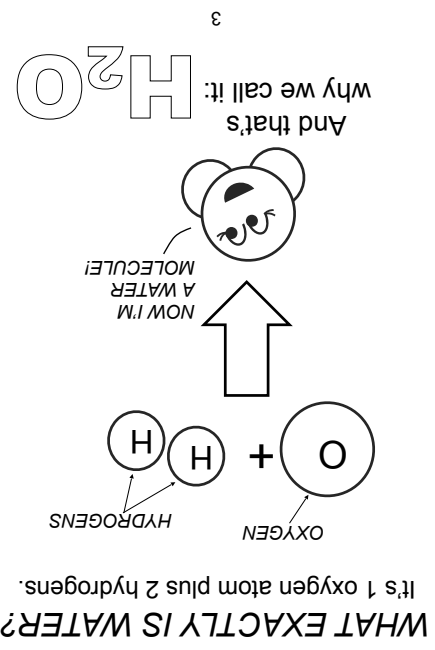 WHAT EXACTLY IS WATER?
It's 1 oxygen atom plus 2 hydrogens.
OXYGEN
HYDROGENS
O + H H
NOW I'M
A WATER
MOLECULE!
And that's
why we call it:
H2O
3